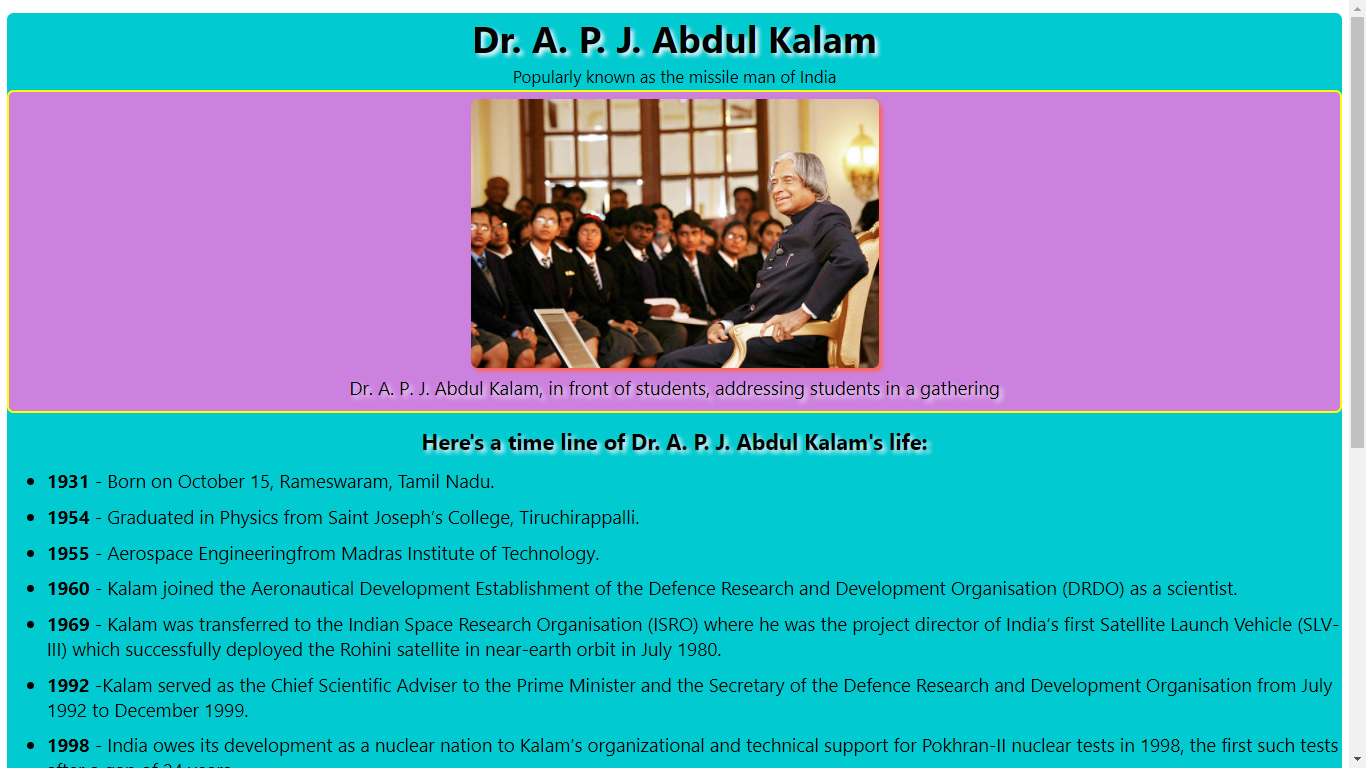 Dr. A. P. J. Abdul Kalam
Popularly known as the missile man of India
Dr. A. P. J. Abdul Kalam, in front of students, addressing students in a gathering
Here's a time line of Dr. A. P. J. Abdul Kalam's life:
• 1931 - Born on October 15, Rameswaram, Tamil Nadu.
• 1954 - Graduated in Physics from Saint Joseph’s College, Tiruchirappalli.
• 1955 - Aerospace Engineeringfrom Madras Institute of Technology.
• 1960 - Kalam joined the Aeronautical Development Establishment of the Defence Research and Development Organisation (DRDO) as a scientist.
• 1969 - Kalam was transferred to the Indian Space Research Organisation (ISRO) where he was the project director of India’s first Satellite Launch Vehicle (SLV-
III) which successfully deployed the Rohini satellite in near-earth orbit in July 1980.
• 1992 -Kalam served as the Chief Scientific Adviser to the Prime Minister and the Secretary of the Defence Research and Development Organisation from July
1992 to December 1999.
• 1998 - India owes its development as a nuclear nation to Kalam’s organizational and technical support for Pokhran-II nuclear tests in 1998, the first such tests
after a gap of 24 years